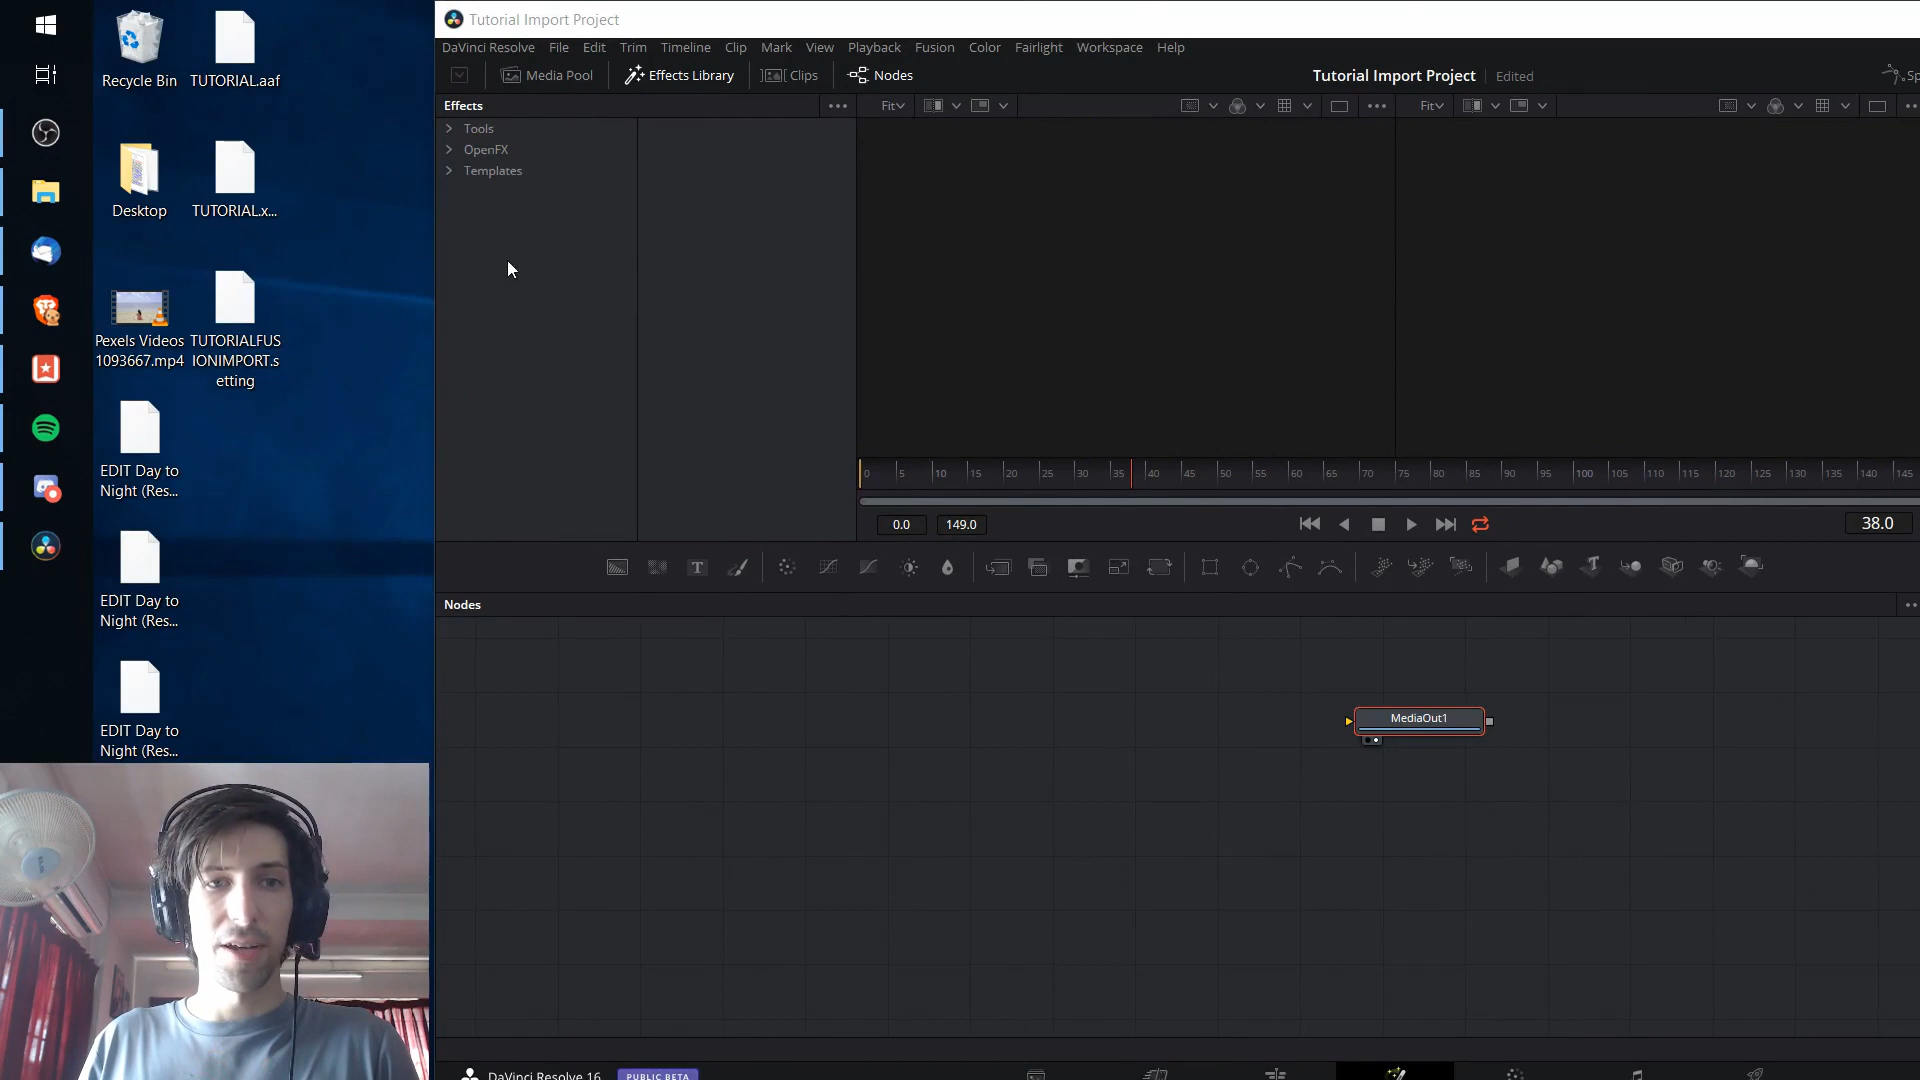 Tutorial Import Project
DaVinci Resolve File Edit Trim Timeline Clip Mark View Playback Fusion Color Fairlight Workspace Help
Media Pool Effects Library Clips Nodes Tutorial Import Project Edited Sp
Effects Fit Fit
Tools
OpenFX
Templates
Recycle Bin TUTORIAL.aaf
Desktop TUTORIAL.x...
Pexels Videos
1093667.mp4
TUTORIALFUS
IONIMPORT.s
etting
EDIT Day to
Night (Res...
EDIT Day to
Night (Res...
EDIT Day to
Night (Res...
0 5 10 15 20 25 30 35 40 45 50 55 60 65 70 75 80 85 90 95 100 105 110 115 120 125 130 135 140 145
0.0 149.0 38.0
T T
Nodes
MediaOut1
DaVinci Resolve 16 PUBLIC BETA